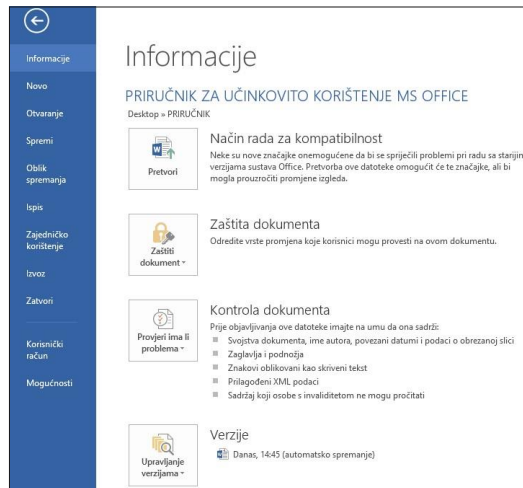 Informacije
Novo
Otvaranje
Spremi
Oblik
spremanja
Ispis
Zajedničko
korištenje
Izvoz
Zatvori
Korisnički
račun
Mogućnosti
Informacije
PRIRUČNIK ZA UČINKOVITO KORIŠTENJE MS OFFICE
Desktop » PRIRUČNIK
Pretvori
Način rada za kompatibilnost
Neke su nove značajke onemogućene da bi se spriječili problemi pri radu sa starijim
verzijama sustava Office. Pretvorba ove datoteke omogućit će te značajke, ali bi
mogla prouzročiti promjene izgleda.
Zaštiti
dokument
Zaštita dokumenta
Odredite vrste promjena koje korisnici mogu provesti na ovom dokumentu.
Provjeri ima li
problema
Kontrola dokumenta
Prije objavljivanja ove datoteke imajte na umu da ona sadrži:
Svojstva dokumenta, ime autora, povezani datumi i podaci o obrezanoj slici
Zaglavlja i podnožja
Znakovi oblikovani kao skriveni tekst
Prilagođeni XML podaci
Sadržaj koji osobe s invaliditetom ne mogu pročitati
Upravljanje
verzijama
Verzije
Danas, 14:45 (automatsko spremanje)